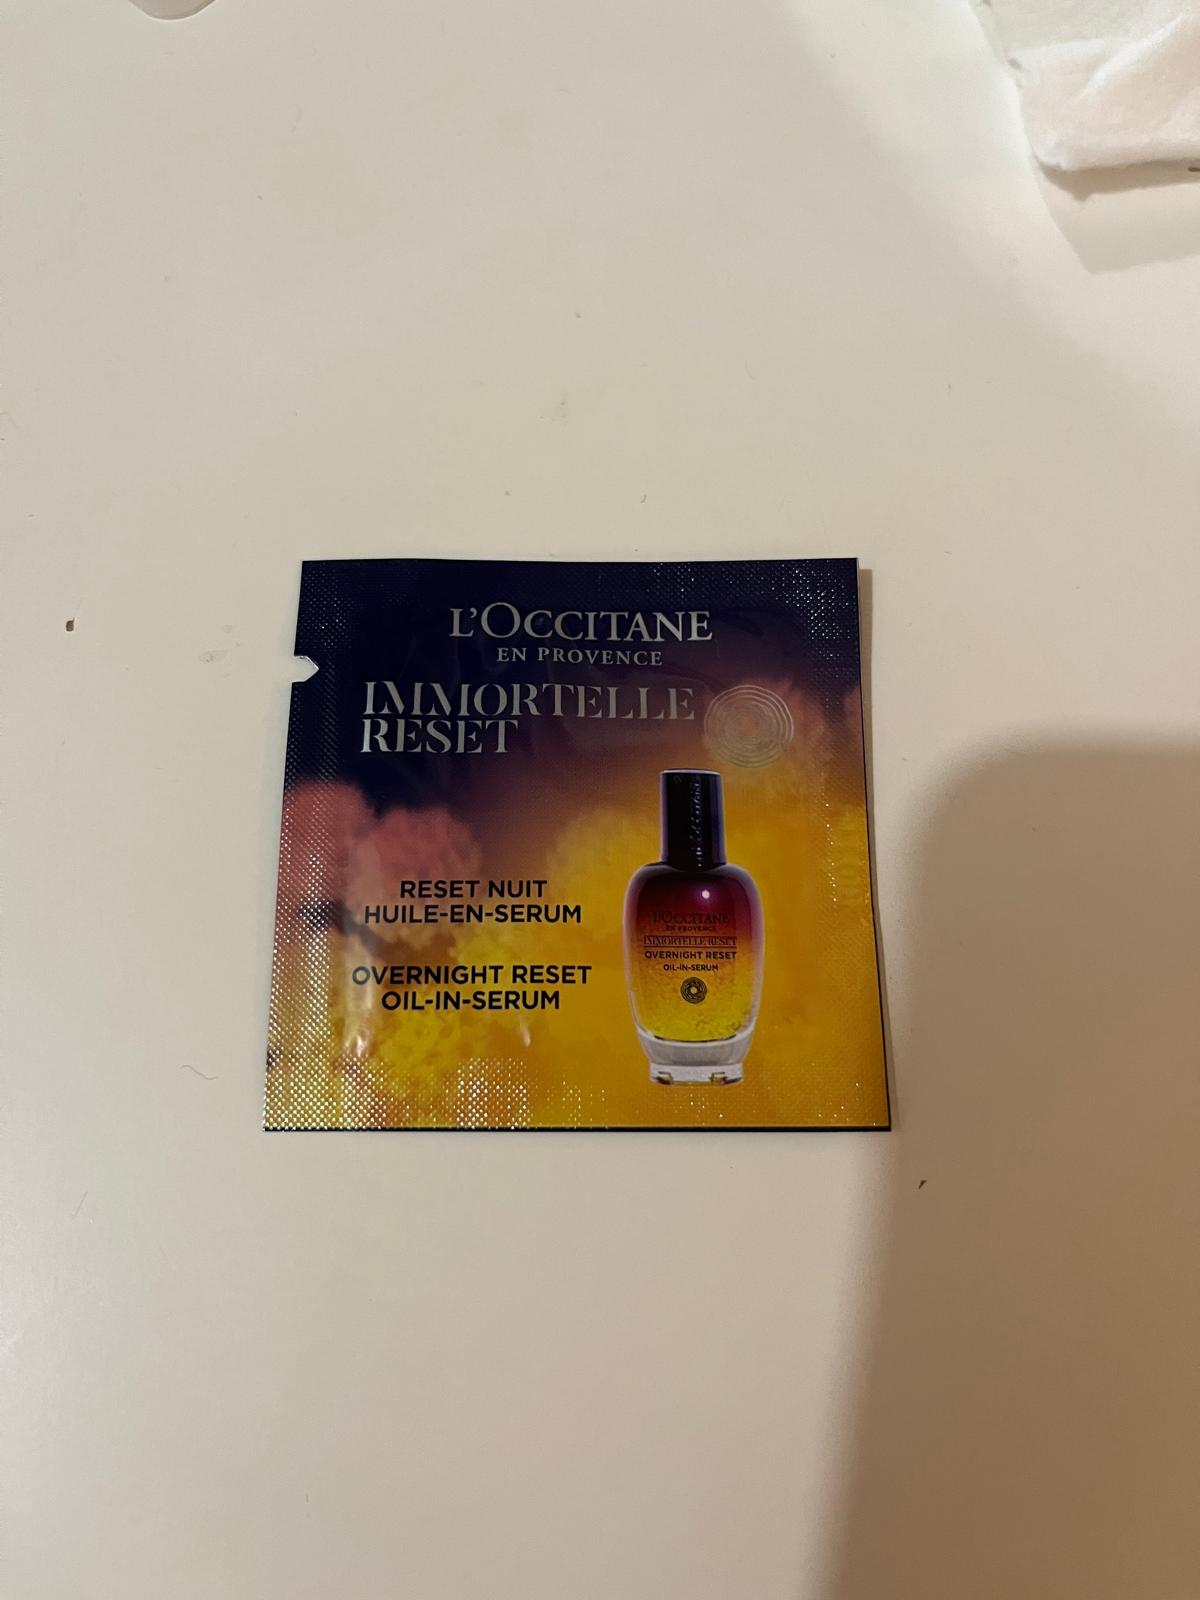 L'OCCITANE
EN PROVENCE
IMMORTELLE
RESET
RESET NUIT
HUILE-EN-SERUM
OVERNIGHT RESET
OIL-IN-SERUM
L'OCCITANE
EN PROVENCE
IMMORTELLE RESET
OVERNIGHT RESET
OIL-IN-SERUM